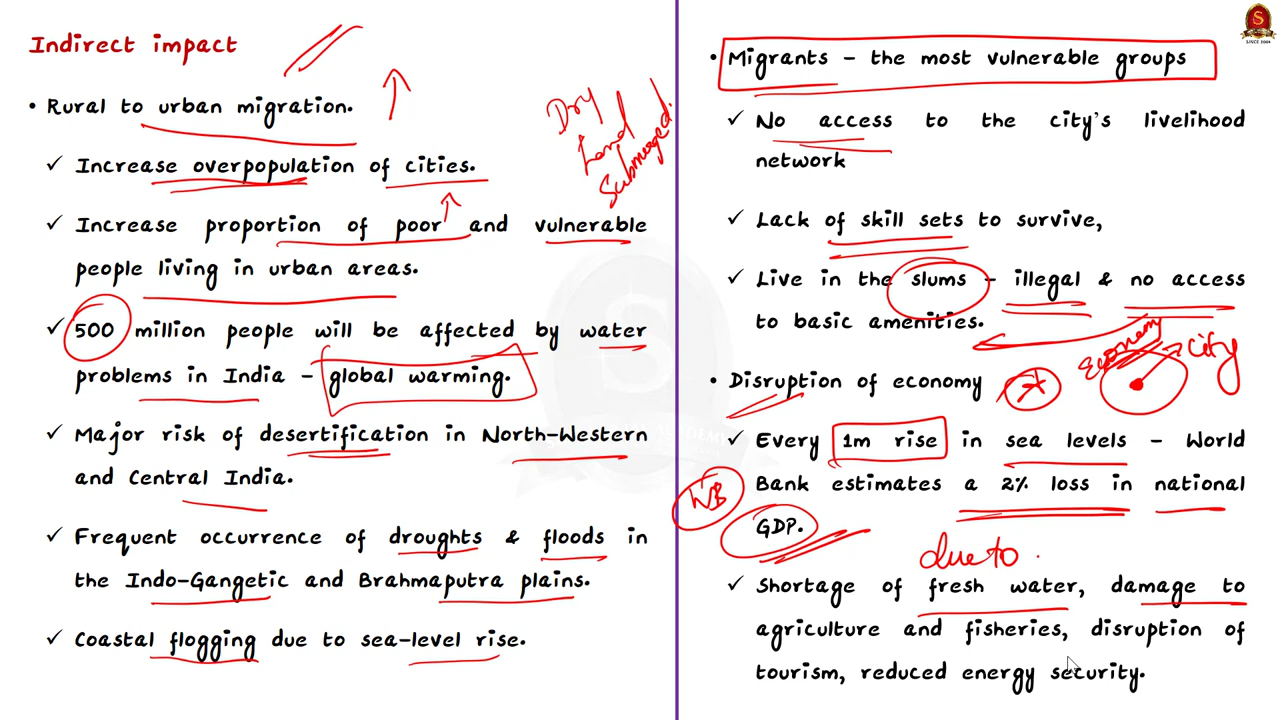 Indirect impact
• Rural to urban migration.
✓ Increase overpopulation of cities.
✓ Increase proportion of poor and vulnerable
people living in urban areas.
✓ 500 million people will be affected by water
problems in India – global warming.
✓ Major risk of desertification in North-Western
and Central India.
✓ Frequent occurrence of droughts & floods in
the Indo-Gangetic and Brahmaputra plains.
✓ Coastal flogging due to sea-level rise.
Dry
Land
Submerged.
• Migrants – the most vulnerable groups
✓ No access to the city's livelihood
network
✓ Lack of skill sets to survive,
✓ Live in the slums – illegal & no access
to basic amenities.
Economy
City
• Disruption of economy
✓ Every 1m rise in sea levels – World
Bank estimates a 2% loss in national
GDP.
WB
due to
✓ Shortage of fresh water, damage to
agriculture and fisheries, disruption of
tourism, reduced energy security.
S
SINCE 2004